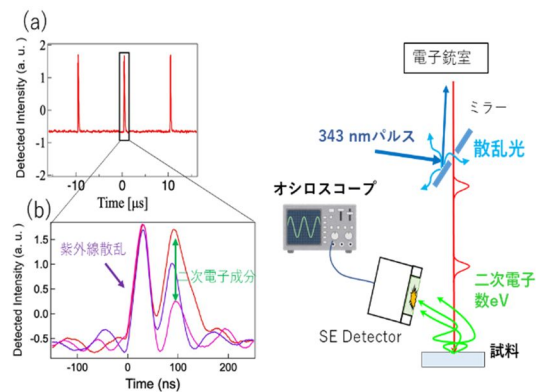 (a)
Detected Intensity (a. u.)
2
1
0
-1
-2
-10
0
10
Time [μs]
(b)
Detected Intensity (a. u.)
1.5
1.0
0.5
0.0
-0.5
紫外線散乱
二次電子成分
-100
0
100
200
Time (ns)
電子銃室
ミラー
343 nmパルス
散乱光
オシロスコープ
二次電子
数eV
SE Detector
試料